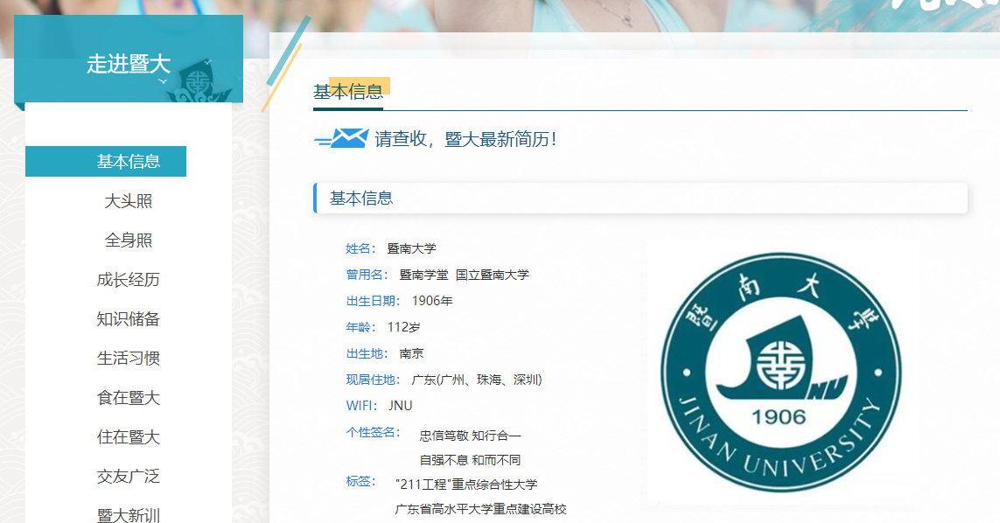 走进暨大
基本信息
大头照
全身照
成长经历
知识储备
生活习惯
食在暨大
住在暨大
交友广泛
暨大新训
基本信息
请查收，暨大最新简历！
基本信息
姓名： 暨南大学
曾用名： 暨南学堂 国立暨南大学
出生日期： 1906年
年龄： 112岁
出生地： 南京
现居住地： 广东(广州、珠海、深圳)
WIFI： JNU
个性签名： 忠信笃敬 知行合一
自强不息 和而不同
标签： "211工程"重点综合性大学
广东省高水平大学重点建设高校
暨南大学
JNU
1906
JINAN UNIVERSITY